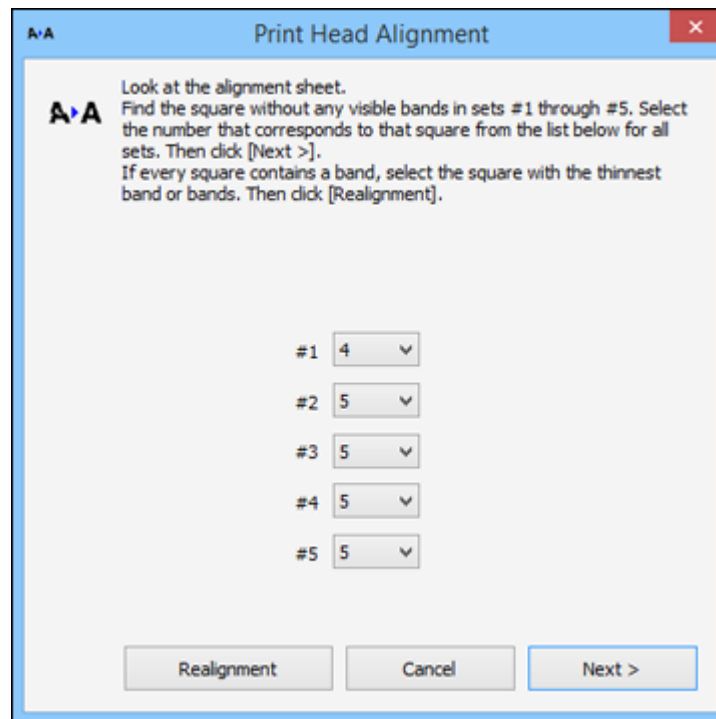 A▸A Print Head Alignment
A▸A
Look at the alignment sheet.
Find the square without any visible bands in sets #1 through #5. Select
the number that corresponds to that square from the list below for all
sets. Then click [Next >].
If every square contains a band, select the square with the thinnest
band or bands. Then click [Realignment].
#1 4
#2 5
#3 5
#4 5
#5 5
Realignment Cancel Next >